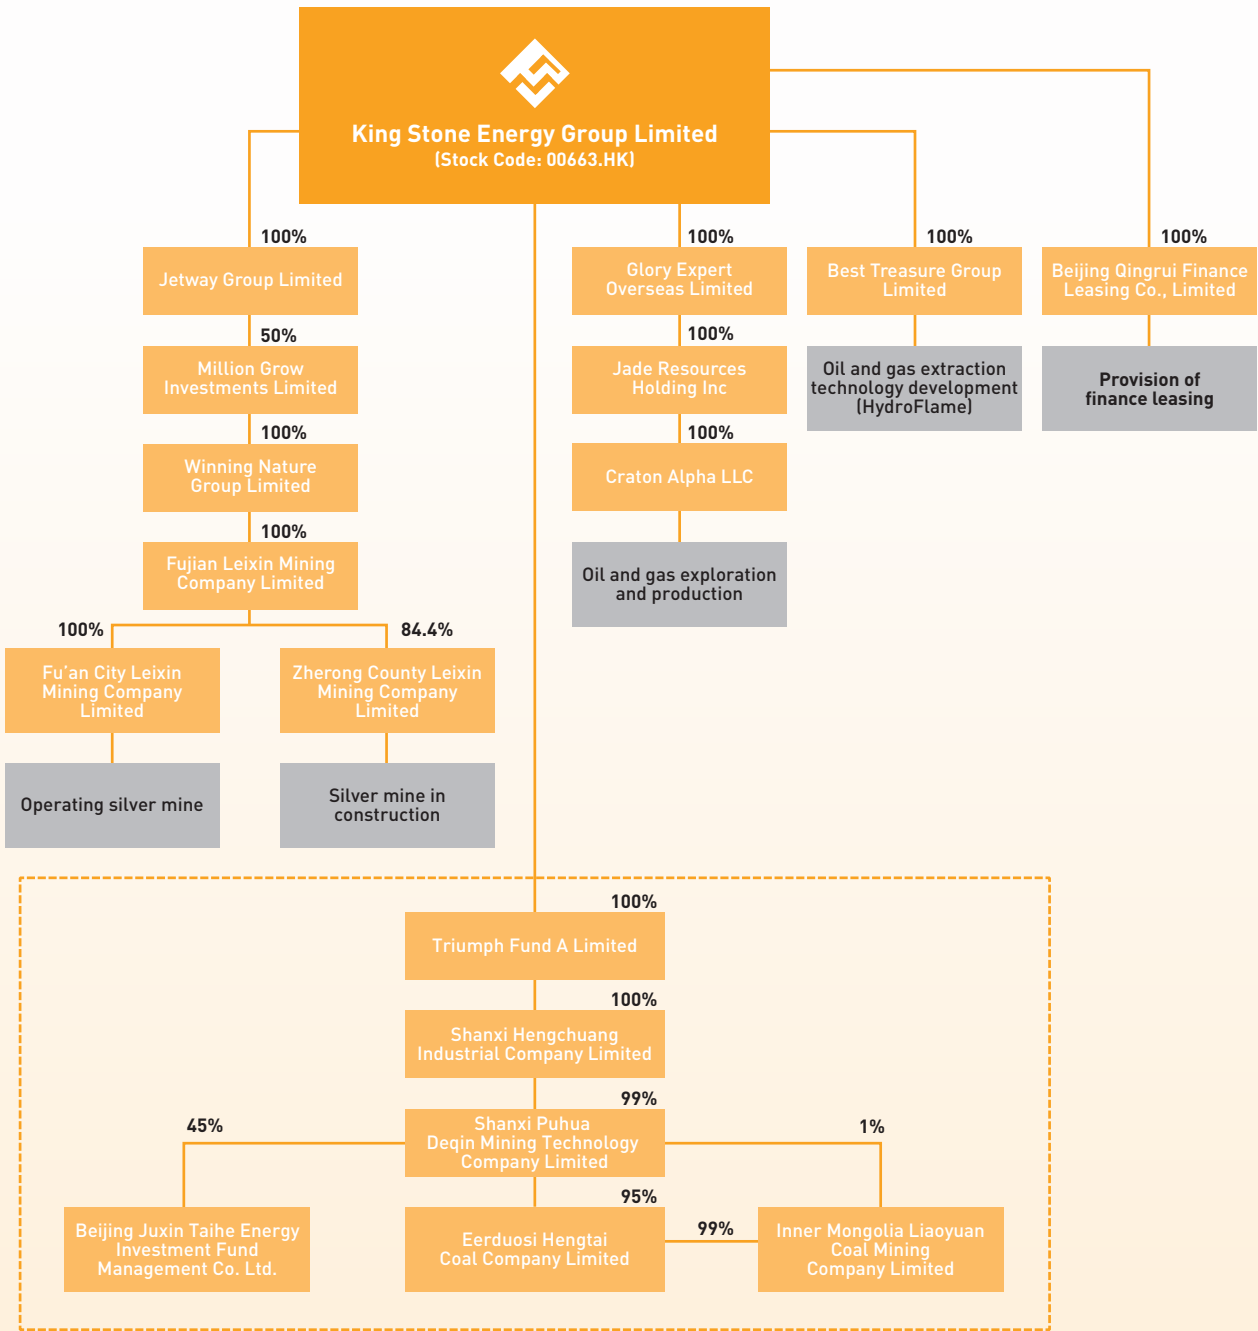 King Stone Energy Group Limited
(Stock Code: 00663.HK)
100%
Jetway Group Limited
50%
Million Grow
Investments Limited
100%
Winning Nature
Group Limited
100%
Fujian Leixin Mining
Company Limited
100%
Fu'an City Leixin
Mining Company
Limited
Operating silver mine
84.4%
Zherong County Leixin
Mining Company
Limited
Silver mine in
construction
100%
Glory Expert
Overseas Limited
100%
Jade Resources
Holding Inc
100%
Craton Alpha LLC
Oil and gas exploration
and production
100%
Best Treasure Group
Limited
Oil and gas extraction
technology development
(HydroFlame)
100%
Beijing Qingrui Finance
Leasing Co., Limited
Provision of
finance leasing
100%
Triumph Fund A Limited
100%
Shanxi Hengchuang
Industrial Company Limited
99%
Shanxi Puhua
Deqin Mining Technology
Company Limited
45%
Beijing Juxin Taihe Energy
Investment Fund
Management Co. Ltd.
95%
Eerduosi Hengtai
Coal Company Limited
99%
1%
Inner Mongolia Liaoyuan
Coal Mining
Company Limited